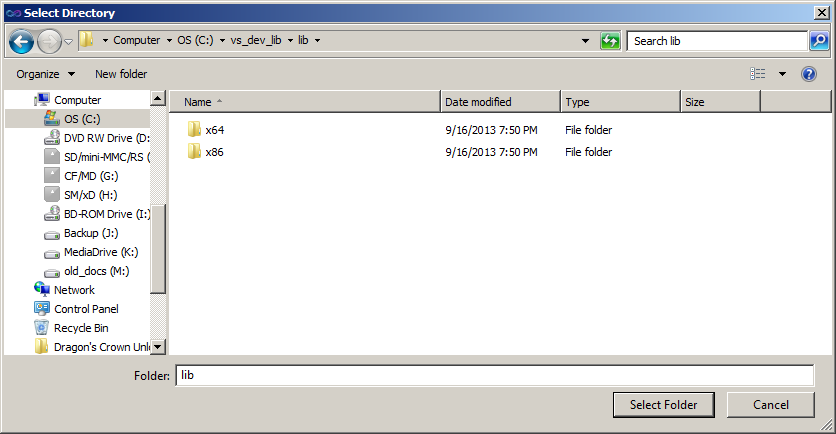 Select Directory
Computer OS (C:) vs_dev_lib lib Search lib
Organize New folder
Name Date modified Type Size
Computer
OS (C:)
DVD RW Drive (D:
SD/mini-MMC/RS (
CF/MD (G:)
SM/xD (H:)
BD-ROM Drive (I:)
Backup (J:)
MediaDrive (K:)
old_docs (M:)
Network
Control Panel
Recycle Bin
Dragon's Crown Unl
x64 9/16/2013 7:50 PM File folder
x86 9/16/2013 7:50 PM File folder
Folder: lib
Select Folder Cancel